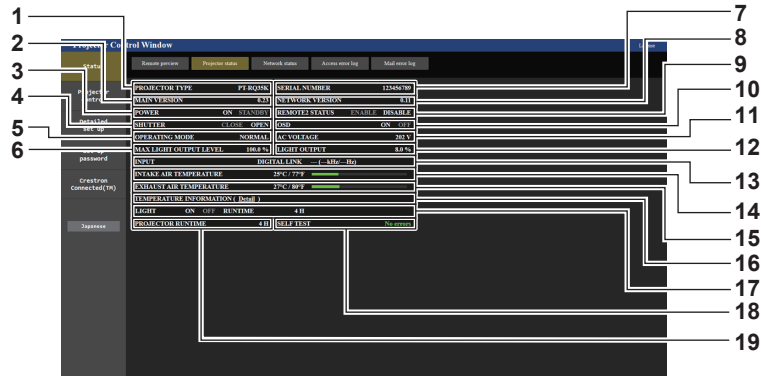 Projector Control Window
License
Status
Remote preview
Projector status
Network status
Access error log
Mail error log
Projector
control
Detailed
set up
password
Crestron
Connected(TM)
Japanese
PROJECTOR TYPE PT-RQ35K SERIAL NUMBER 123456789
MAIN VERSION 0.23 NETWORK VERSION 0.11
POWER ON STANDBY REMOTE2 STATUS ENABLE DISABLE
SHUTTER CLOSE OPEN OSD ON OFF
OPERATING MODE NORMAL AC VOLTAGE 202 V
MAX LIGHT OUTPUT LEVEL 100.0 % LIGHT OUTPUT 8.0 %
INPUT DIGITAL LINK ---(---kHz/---Hz)
INTAKE AIR TEMPERATURE 25°C / 77°F
EXHAUST AIR TEMPERATURE 27°C / 80°F
TEMPERATURE INFORMATION ( Detail )
LIGHT ON OFF RUNTIME 4 H
PROJECTOR RUNTIME 4 H SELF TEST No errors
1
2
3
4
5
6
7
8
9
10
11
12
13
14
15
16
17
18
19